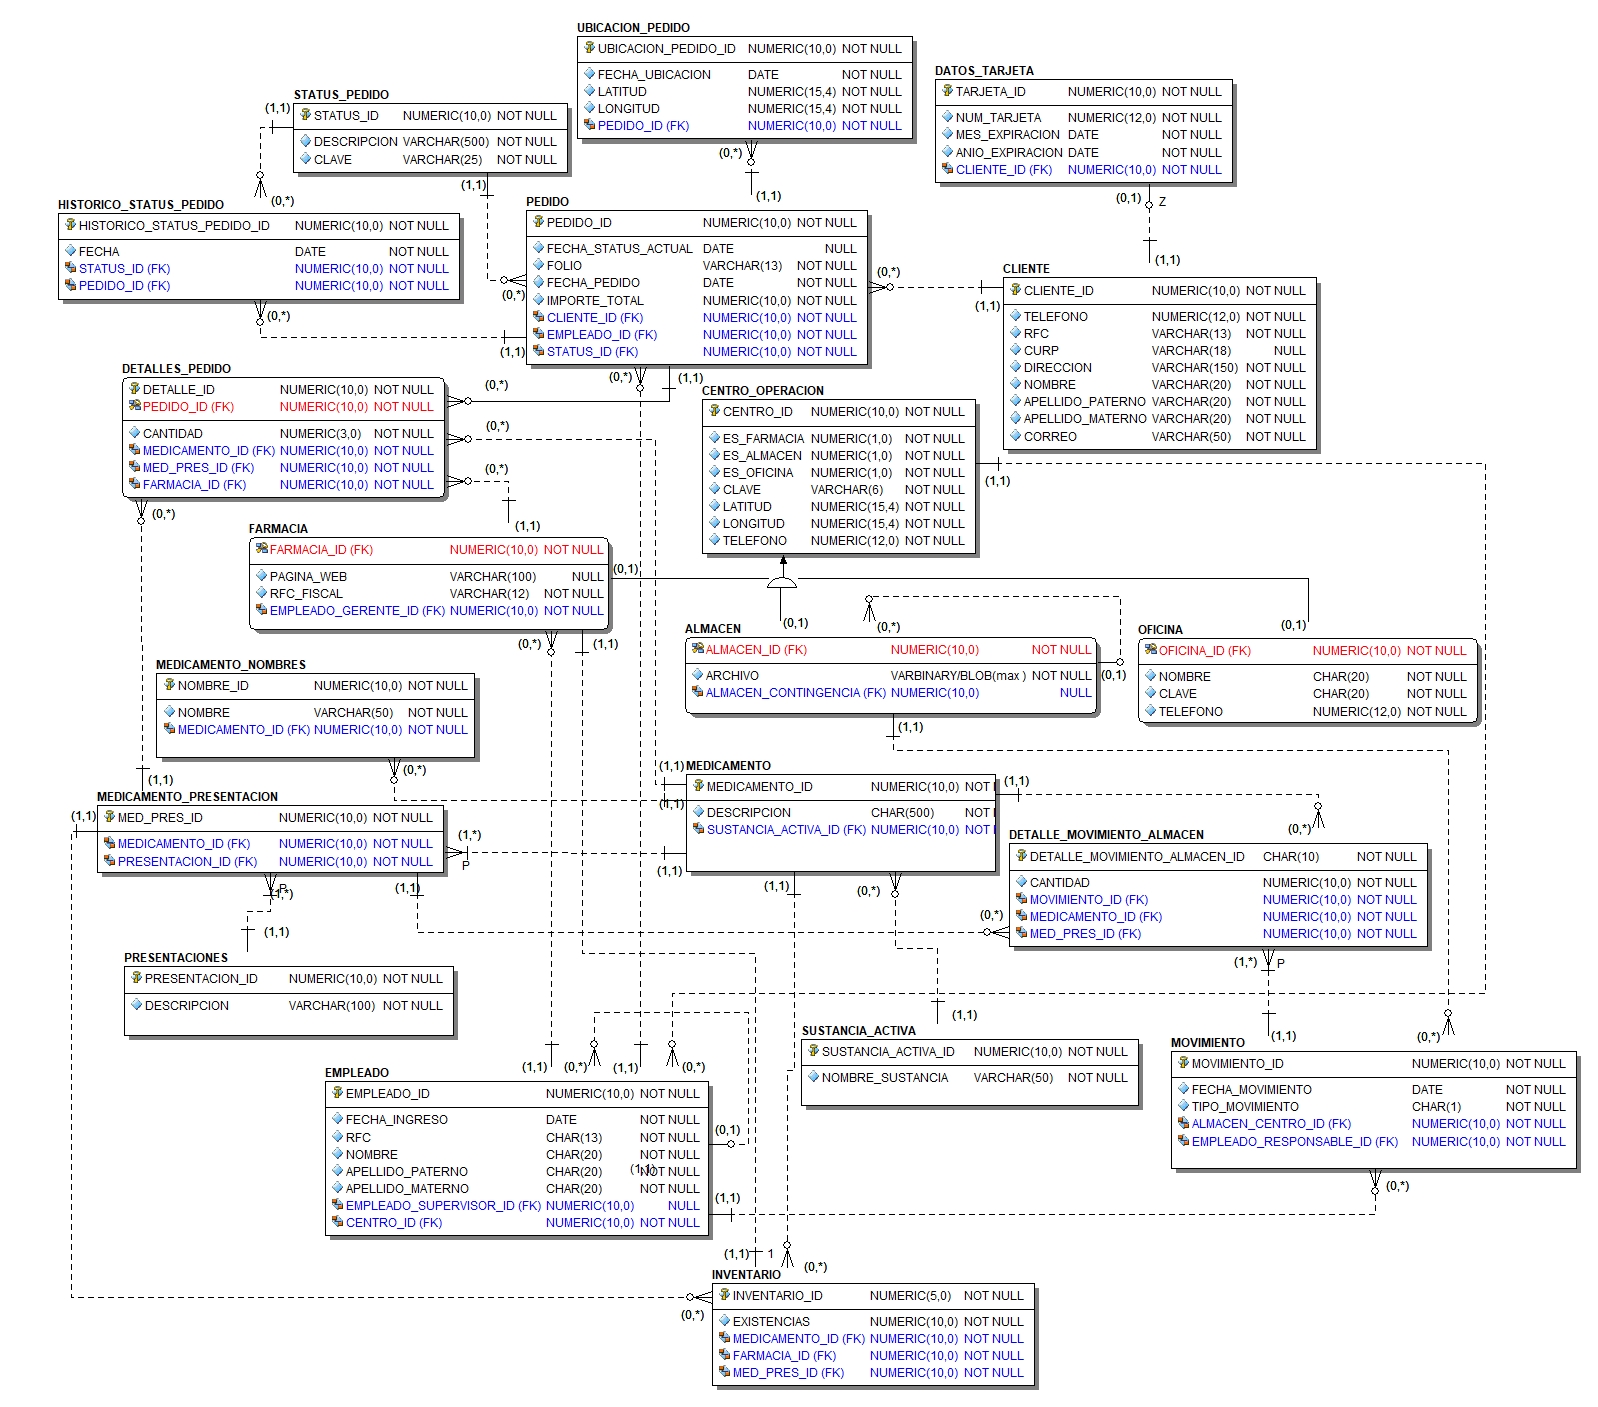 UBICACION_PEDIDO
UBICACION_PEDIDO_ID NUMERIC(10,0) NOT NULL
FECHA_UBICACION DATE NOT NULL
LATITUD NUMERIC(15,4) NOT NULL
LONGITUD NUMERIC(15,4) NOT NULL
PEDIDO_ID (FK) NUMERIC(10,0) NOT NULL
(0,*)
(1,1)
DATOS_TARJETA
TARJETA_ID NUMERIC(10,0) NOT NULL
NUM_TARJETA NUMERIC(12,0) NOT NULL
MES_EXPIRACION DATE NOT NULL
ANIO_EXPIRACION DATE NOT NULL
CLIENTE_ID (FK) NUMERIC(10,0) NOT NULL
(0,1) Z
(1,1)
STATUS_PEDIDO
(1,1)
STATUS_ID NUMERIC(10,0) NOT NULL
DESCRIPCION VARCHAR(500) NOT NULL
CLAVE VARCHAR(25) NOT NULL
(1,1)
(0,*)
HISTORICO_STATUS_PEDIDO
HISTORICO_STATUS_PEDIDO_ID NUMERIC(10,0) NOT NULL
FECHA DATE NOT NULL
STATUS_ID (FK) NUMERIC(10,0) NOT NULL
PEDIDO_ID (FK) NUMERIC(10,0) NOT NULL
(0,*)
PEDIDO
PEDIDO_ID NUMERIC(10,0) NOT NULL
FECHA_STATUS_ACTUAL DATE NULL
FOLIO VARCHAR(13) NOT NULL
FECHA_PEDIDO DATE NOT NULL
IMPORTE_TOTAL NUMERIC(10,0) NOT NULL
CLIENTE_ID (FK) NUMERIC(10,0) NOT NULL
EMPLEADO_ID (FK) NUMERIC(10,0) NOT NULL
STATUS_ID (FK) NUMERIC(10,0) NOT NULL
(0,*)
(1,1)
(0,*)
(1,1)
(0,*)
(1,1)
CLIENTE
CLIENTE_ID NUMERIC(10,0) NOT NULL
TELEFONO NUMERIC(12,0) NOT NULL
RFC VARCHAR(13) NOT NULL
CURP VARCHAR(18) NULL
DIRECCION VARCHAR(150) NOT NULL
NOMBRE VARCHAR(20) NOT NULL
APELLIDO_PATERNO VARCHAR(20) NOT NULL
APELLIDO_MATERNO VARCHAR(20) NOT NULL
CORREO VARCHAR(50) NOT NULL
DETALLES_PEDIDO
DETALLE_ID NUMERIC(10,0) NOT NULL
PEDIDO_ID (FK) NUMERIC(10,0) NOT NULL
CANTIDAD NUMERIC(3,0) NOT NULL
MEDICAMENTO_ID (FK) NUMERIC(10,0) NOT NULL
MED_PRES_ID (FK) NUMERIC(10,0) NOT NULL
FARMACIA_ID (FK) NUMERIC(10,0) NOT NULL
(0,*)
(0,*)
(0,*)
(0,*)
(1,1)
CENTRO_OPERACION
CENTRO_ID NUMERIC(10,0) NOT NULL
ES_FARMACIA NUMERIC(1,0) NOT NULL
ES_ALMACEN NUMERIC(1,0) NOT NULL
ES_OFICINA NUMERIC(1,0) NOT NULL
CLAVE VARCHAR(6) NOT NULL
LATITUD NUMERIC(15,4) NOT NULL
LONGITUD NUMERIC(15,4) NOT NULL
TELEFONO NUMERIC(12,0) NOT NULL
(1,1)
FARMACIA
FARMACIA_ID (FK) NUMERIC(10,0) NOT NULL
PAGINA_WEB VARCHAR(100) NULL
RFC_FISCAL VARCHAR(12) NOT NULL
EMPLEADO_GERENTE_ID (FK) NUMERIC(10,0) NOT NULL
(0,1)
(0,*)
(1,1)
(0,1)
(0,*)
(0,1)
ALMACEN
ALMACEN_ID (FK) NUMERIC(10,0) NOT NULL
ARCHIVO VARBINARY/BLOB(max ) NOT NULL
ALMACEN_CONTINGENCIA (FK) NUMERIC(10,0) NULL
(0,1)
(1,1)
OFICINA
OFICINA_ID (FK) NUMERIC(10,0) NOT NULL
NOMBRE CHAR(20) NOT NULL
CLAVE CHAR(20) NOT NULL
TELEFONO NUMERIC(12,0) NOT NULL
MEDICAMENTO_NOMBRES
NOMBRE_ID NUMERIC(10,0) NOT NULL
NOMBRE VARCHAR(50) NOT NULL
MEDICAMENTO_ID (FK) NUMERIC(10,0) NOT NULL
(0,*)
(1,1)
MEDICAMENTO_PRESENTACION
(1,1)
MED_PRES_ID NUMERIC(10,0) NOT NULL
MEDICAMENTO_ID (FK) NUMERIC(10,0) NOT NULL
PRESENTACION_ID (FK) NUMERIC(10,0) NOT NULL
(1,*)
P
P
(1,*)
(1,1)
(1,1)
(1,1)
MEDICAMENTO
(1,1)
MEDICAMENTO_ID NUMERIC(10,0) NOT
DESCRIPCION CHAR(500) NOT
SUSTANCIA_ACTIVA_ID (FK) NUMERIC(10,0) NOT
(1,1)
(1,1)
(1,1)
(0,*)
(0,*)
DETALLE_MOVIMIENTO_ALMACEN
DETALLE_MOVIMIENTO_ALMACEN_ID CHAR(10) NOT NULL
CANTIDAD NUMERIC(10,0) NOT NULL
MOVIMIENTO_ID (FK) NUMERIC(10,0) NOT NULL
MEDICAMENTO_ID (FK) NUMERIC(10,0) NOT NULL
MED_PRES_ID (FK) NUMERIC(10,0) NOT NULL
(0,*)
(1,*) P
(1,1)
PRESENTACIONES
PRESENTACION_ID NUMERIC(10,0) NOT NULL
DESCRIPCION VARCHAR(100) NOT NULL
(1,1)
SUSTANCIA_ACTIVA
SUSTANCIA_ACTIVA_ID NUMERIC(10,0) NOT NULL
NOMBRE_SUSTANCIA VARCHAR(50) NOT NULL
(0,*)
MOVIMIENTO
MOVIMIENTO_ID NUMERIC(10,0) NOT NULL
FECHA_MOVIMIENTO DATE NOT NULL
TIPO_MOVIMIENTO CHAR(1) NOT NULL
ALMACEN_CENTRO_ID (FK) NUMERIC(10,0) NOT NULL
EMPLEADO_RESPONSABLE_ID (FK) NUMERIC(10,0) NOT NULL
(0,*)
(1,1)
(0,*)
(1,1)
(0,*)
EMPLEADO
EMPLEADO_ID NUMERIC(10,0) NOT NULL
FECHA_INGRESO DATE NOT NULL
RFC CHAR(13) NOT NULL
NOMBRE CHAR(20) NOT NULL
APELLIDO_PATERNO CHAR(20) NOT NULL
(1,1)
APELLIDO_MATERNO CHAR(20) NOT NULL
EMPLEADO_SUPERVISOR_ID (FK) NUMERIC(10,0) NULL
CENTRO_ID (FK) NUMERIC(10,0) NOT NULL
(0,1)
(1,1)
(1,1) 1
(0,*)
INVENTARIO
INVENTARIO_ID NUMERIC(5,0) NOT NULL
EXISTENCIAS NUMERIC(10,0) NOT NULL
MEDICAMENTO_ID (FK) NUMERIC(10,0) NOT NULL
FARMACIA_ID (FK) NUMERIC(10,0) NOT NULL
MED_PRES_ID (FK) NUMERIC(10,0) NOT NULL
(0,*)